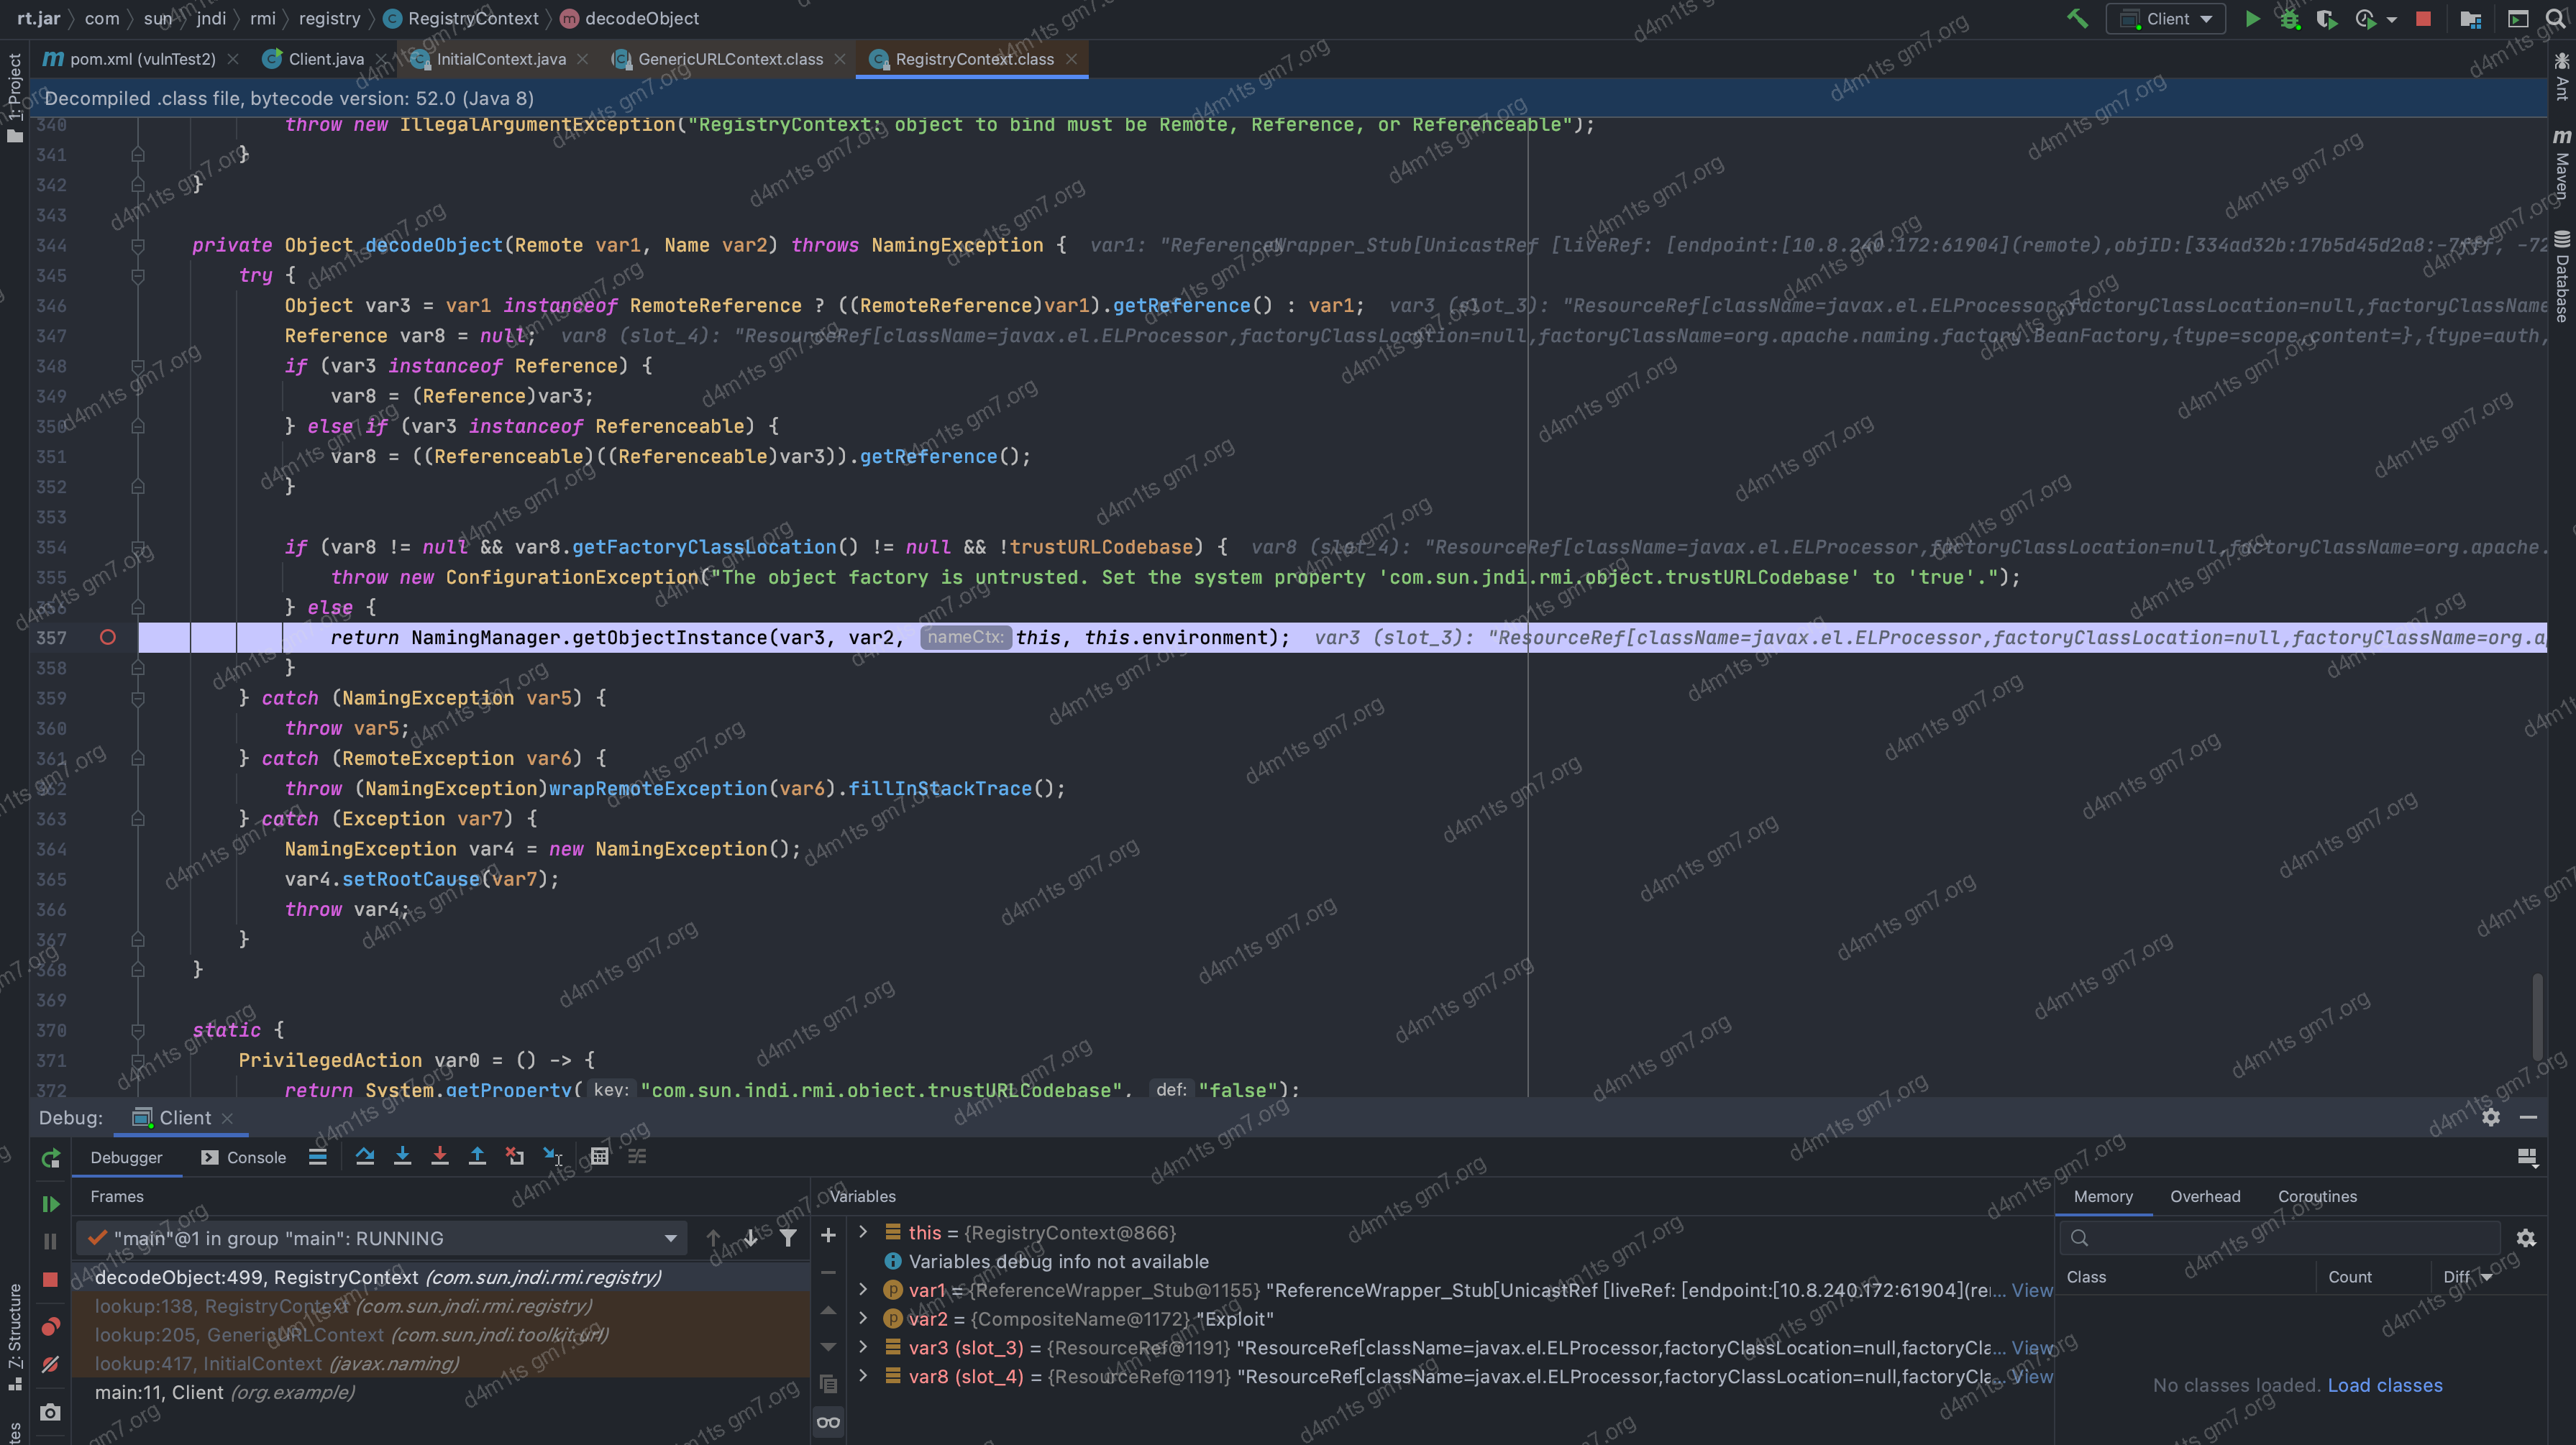 rt.jar com sun jndi rmi registry RegistryContext decodeObject
Client
pom.xml (vulnTest2) Client.java InitialContext.java GenericURLContext.class RegistryContext.class
Decompiled .class file, bytecode version: 52.0 (Java 8)
340 throw new IllegalArgumentException("RegistryContext: object to bind must be Remote, Reference, or Referenceable");
341 }
342 }
343
344 private Object decodeObject(Remote var1, Name var2) throws NamingException { var1: "ReferenceWrapper_Stub[UnicastRef [liveRef: [endpoint:[10.8.240.172:61904](remote),objID:[334ad32b:17b5d45d2a8:-7fff, -72
345 try {
346 Object var3 = var1 instanceof RemoteReference ? ((RemoteReference)var1).getReference() : var1; var3 (slot_3): "ResourceRef[className=javax.el.ELProcessor,factoryClassLocation=null,factoryClassName
347 Reference var8 = null; var8 (slot_4): "ResourceRef[className=javax.el.ELProcessor,factoryClassLocation=null,factoryClassName=org.apache.naming.factory.BeanFactory,{type=scope,content=},{type=auth,
348 if (var3 instanceof Reference) {
349 var8 = (Reference)var3;
350 } else if (var3 instanceof Referenceable) {
351 var8 = ((Referenceable)((Referenceable)var3)).getReference();
352 }
353
354 if (var8 != null && var8.getFactoryClassLocation() != null && !trustURLCodebase) { var8 (slot_4): "ResourceRef[className=javax.el.ELProcessor,factoryClassLocation=null,factoryClassName=org.apache.
355 throw new ConfigurationException("The object factory is untrusted. Set the system property 'com.sun.jndi.rmi.object.trustURLCodebase' to 'true'.");
356 } else {
357 return NamingManager.getObjectInstance(var3, var2, nameCtx: this, this.environment); var3 (slot_3): "ResourceRef[className=javax.el.ELProcessor,factoryClassLocation=null,factoryClassName=org.a
358 }
359 } catch (NamingException var5) {
360 throw var5;
361 } catch (RemoteException var6) {
362 throw (NamingException)wrapRemoteException(var6).fillInStackTrace();
363 } catch (Exception var7) {
364 NamingException var4 = new NamingException();
365 var4.setRootCause(var7);
366 throw var4;
367 }
368 }
369
370 static {
371 PrivilegedAction var0 = () -> {
372 return System.getProperty( key: "com.sun.jndi.rmi.object.trustURLCodebase", def: "false");
1: Project
7: Structure
Ant
Maven
Database
Debug: Client
Debugger Console
Frames
"main"@1 in group "main": RUNNING
decodeObject:499, RegistryContext (com.sun.jndi.rmi.registry)
lookup:138, RegistryContext (com.sun.jndi.rmi.registry)
lookup:205, GenericURLContext (com.sun.jndi.toolkit.url)
lookup:417, InitialContext (javax.naming)
main:11, Client (org.example)
Variables
this = {RegistryContext@866}
Variables debug info not available
var1 = {ReferenceWrapper_Stub@1155} "ReferenceWrapper_Stub[UnicastRef [liveRef: [endpoint:[10.8.240.172:61904](re... View
var2 = {CompositeName@1172} "Exploit"
var3 (slot_3) = {ResourceRef@1191} "ResourceRef[className=javax.el.ELProcessor,factoryClassLocation=null,factoryCla... View
var8 (slot_4) = {ResourceRef@1191} "ResourceRef[className=javax.el.ELProcessor,factoryClassLocation=null,factoryCla... View
Memory Overhead Coroutines
Class Count Diff
No classes loaded. Load classes
d4m1ts gm7.org